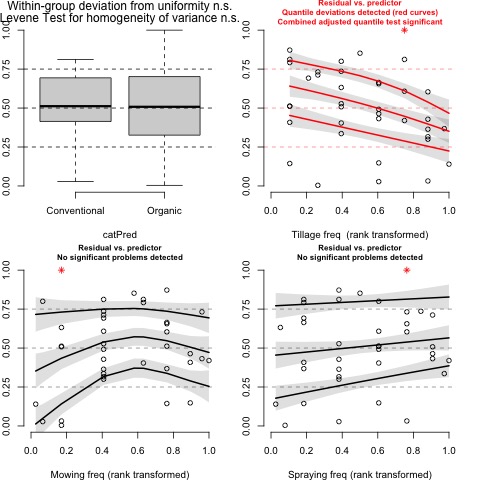 Within-group deviation from uniformity n.s.
Levene Test for homogeneity of variance n.s.
0.00 0.25 0.50 0.75 1.00
Conventional Organic
catPred
Residual vs. predictor
Quantile deviations detected (red curves)
Combined adjusted quantile test significant
0.00 0.25 0.50 0.75 1.00
0.0 0.2 0.4 0.6 0.8 1.0
Tillage freq (rank transformed)
Residual vs. predictor
No significant problems detected
0.00 0.25 0.50 0.75 1.00
0.0 0.2 0.4 0.6 0.8 1.0
Mowing freq (rank transformed)
Residual vs. predictor
No significant problems detected
0.00 0.25 0.50 0.75 1.00
0.0 0.2 0.4 0.6 0.8 1.0
Spraying freq (rank transformed)